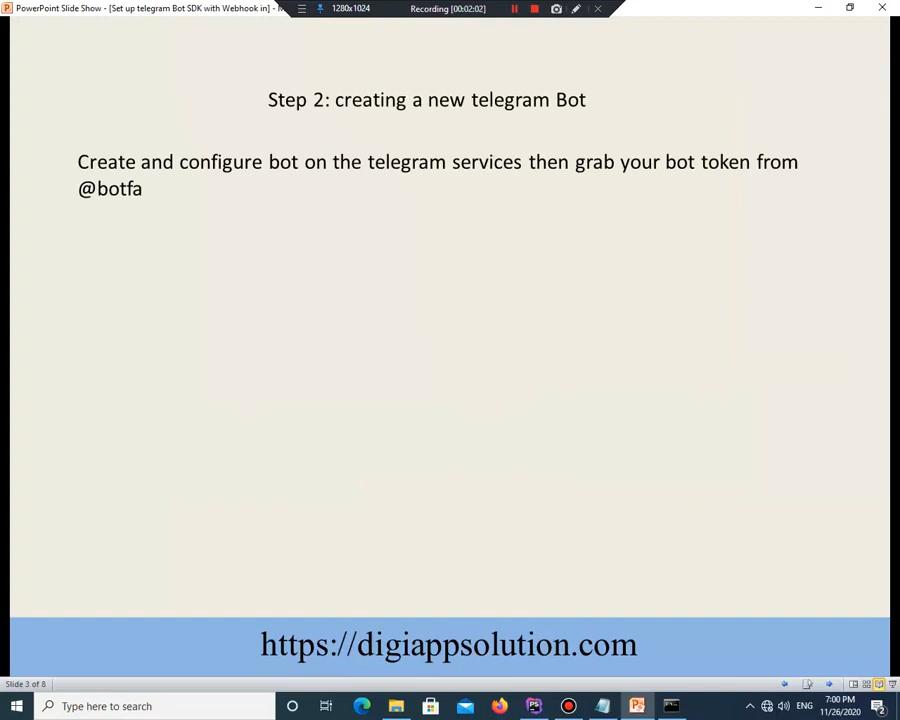 PowerPoint Slide Show - [Set up telegram Bot SDK with Webhook in] - M
1280x1024
Recording [00:02:02]
Step 2: creating a new telegram Bot
Create and configure bot on the telegram services then grab your bot token from
@botfa
https://digiappsolution.com
Slide 3 of 8
Type here to search
ENG
7:00 PM
11/26/2020
2